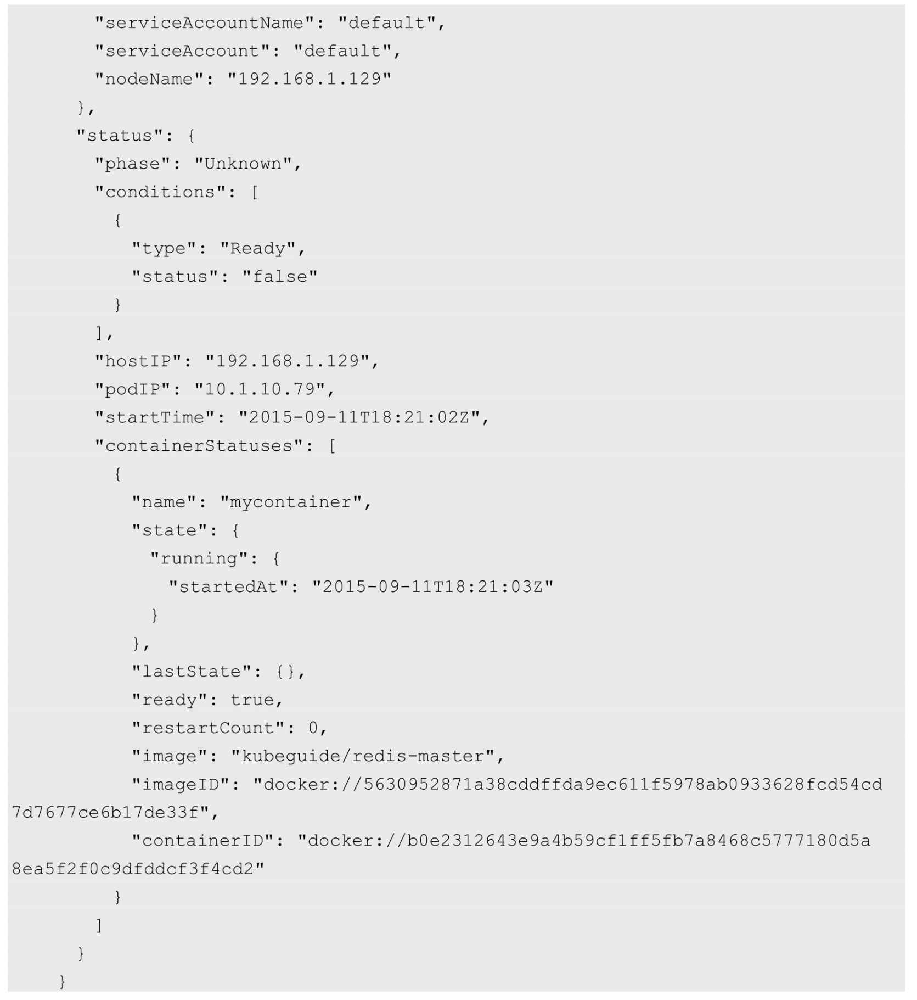 "serviceAccountName": "default",
"serviceAccount": "default",
"nodeName": "192.168.1.129"
},
"status": {
"phase": "Unknown",
"conditions": [
{
"type": "Ready",
"status": "false"
}
],
"hostIP": "192.168.1.129",
"podIP": "10.1.10.79",
"startTime": "2015-09-11T18:21:02Z",
"containerStatuses": [
{
"name": "mycontainer",
"state": {
"running": {
"startedAt": "2015-09-11T18:21:03Z"
}
},
"lastState": {},
"ready": true,
"restartCount": 0,
"image": "kubeguide/redis-master",
"imageID": "docker://5630952871a38cddffda9ec611f5978ab0933628fcd54cd
7d7677ce6b17de33f",
"containerID": "docker://b0e2312643e9a4b59cf1ff5fb7a8468c5777180d5a
8ea5f2f0c9dfddcf3f4cd2"
}
]
}
}